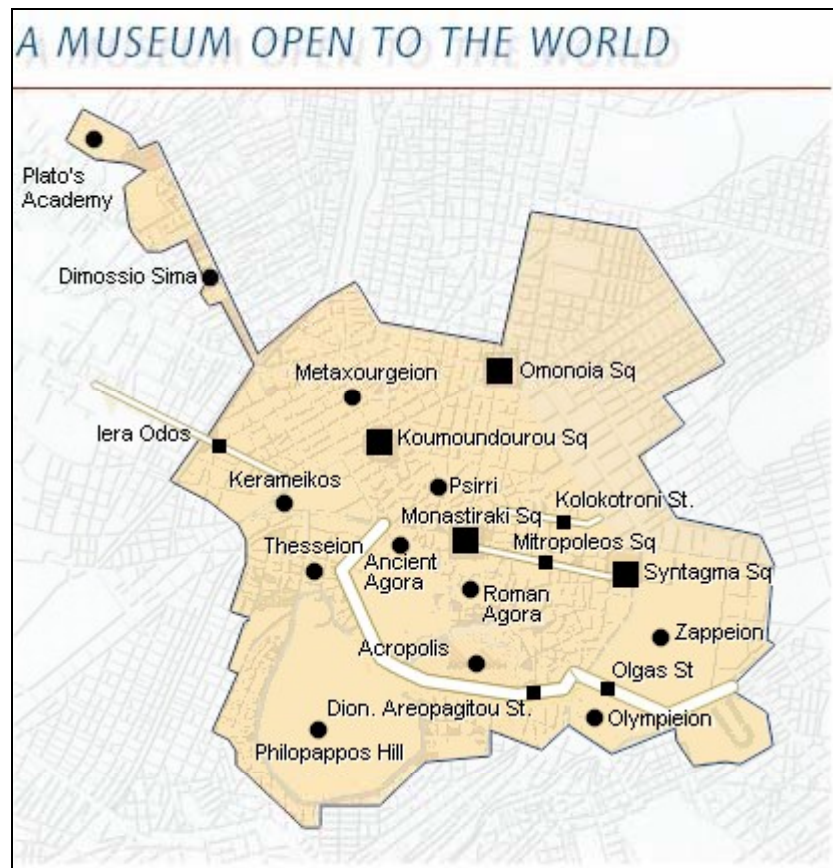 A MUSEUM OPEN TO THE WORLD
Plato's
Academy
Dimossio Sima
Metaxourgeion
Omonoia Sq
Iera Odos
Koumoundourou Sq
Kerameikos
Psirri
Kolokotroni St.
Monastiraki Sq
Thesseion
Ancient
Agora
Mitropoleos Sq
Syntagma Sq
Roman
Agora
Zappeion
Acropolis
Olgas St
Dion. Areopagitou St.
Olympieion
Philopappos Hill